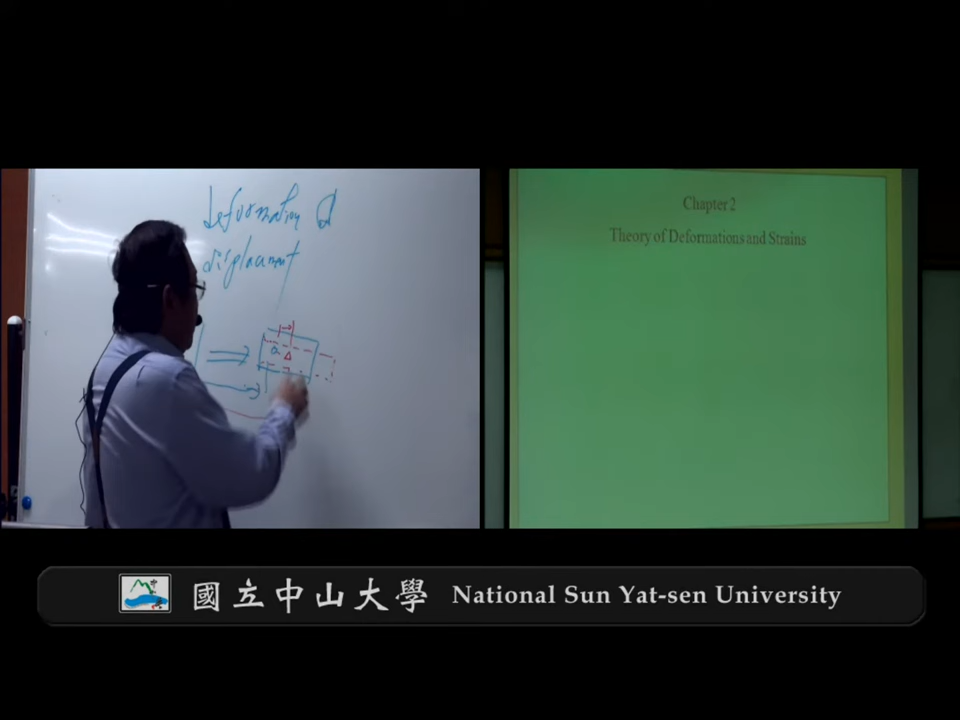 deformation &
displacement
a
Δ
Chapter 2
Theory of Deformations and Strains
國立中山大學 National Sun Yat-sen University